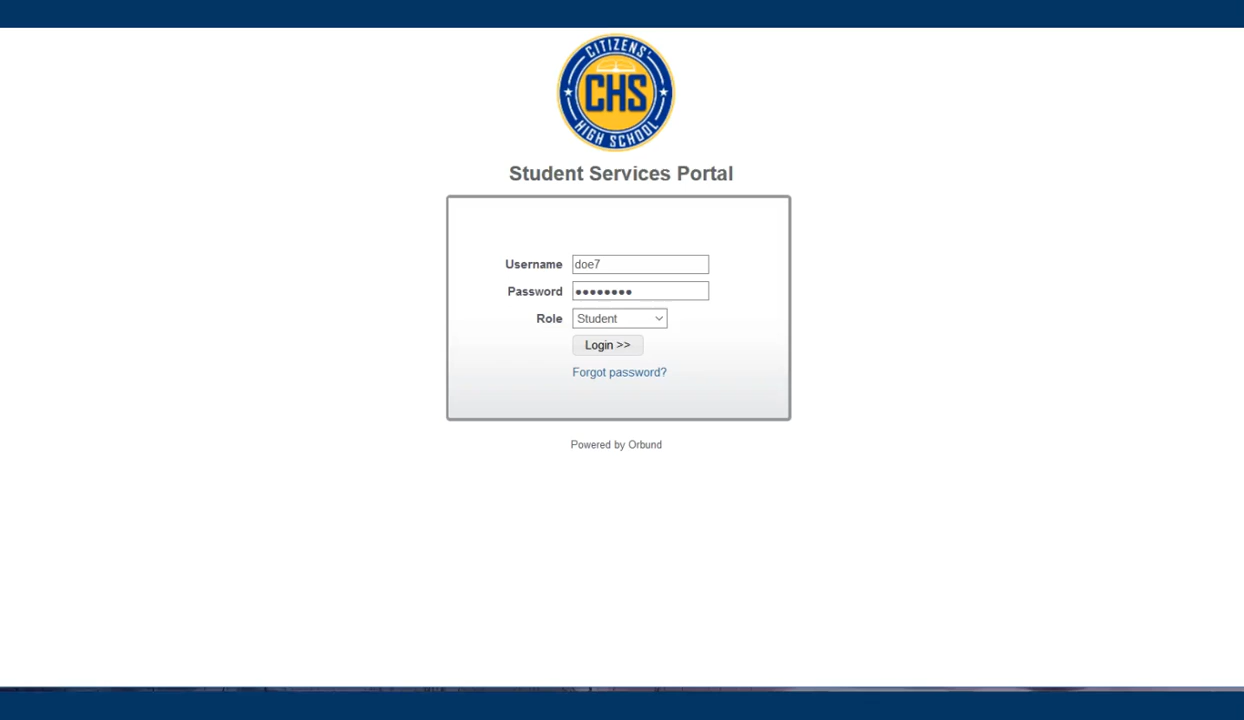 CITIZENS'
CHS
HIGH SCHOOL
Student Services Portal
Username doe7
Password ●●●●●●●●
Role Student
Login >>
Forgot password?
Powered by Orbund